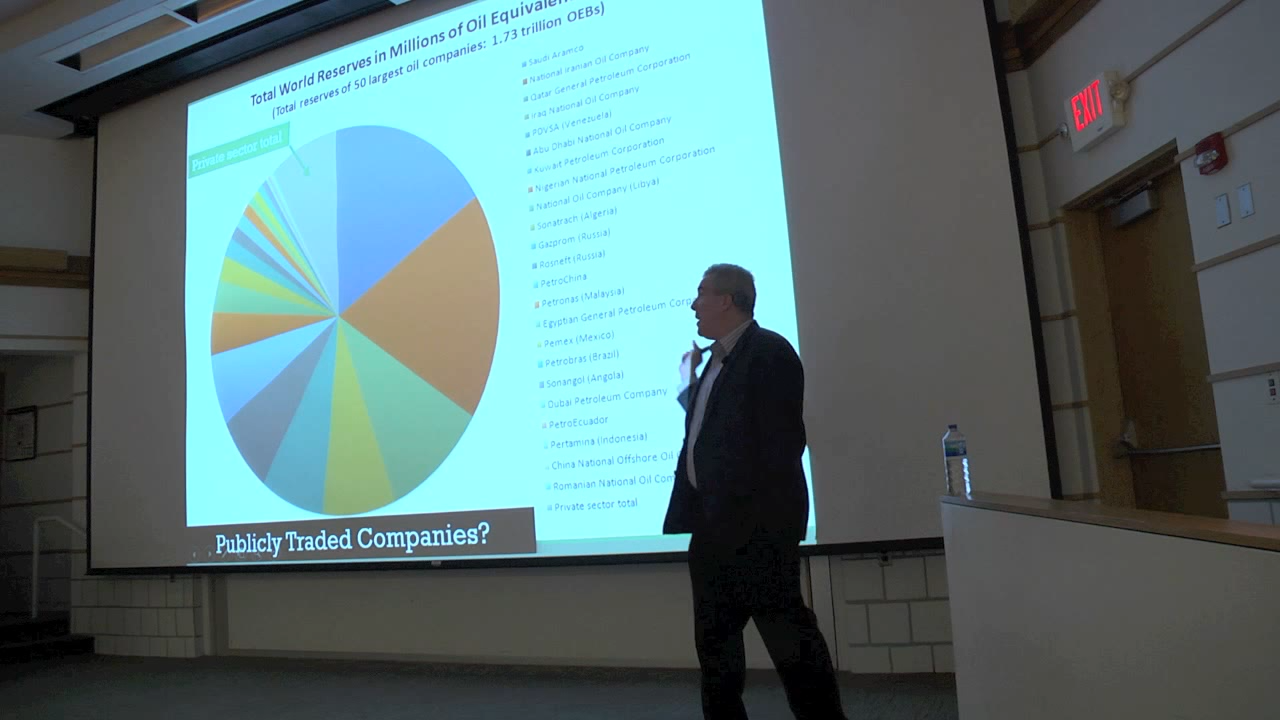 Total World Reserves in Millions of Oil Equivalen
(Total reserves of 50 largest oil companies: 1.73 trillion OEBs)
Private sector total
Saudi Aramco
National Iranian Oil Company
Qatar General Petroleum Corporation
Iraq National Oil Company
PDVSA (Venezuela)
Abu Dhabi National Oil Company
Kuwait Petroleum Corporation
Nigerian National Petroleum Corporation
National Oil Company (Libya)
Sonatrach (Algeria)
Gazprom (Russia)
Rosneft (Russia)
PetroChina
Petronas (Malaysia)
Egyptian General Petroleum Corp
Pemex (Mexico)
Petrobras (Brazil)
Sonangol (Angola)
Dubai Petroleum Company
PetroEcuador
Pertamina (Indonesia)
China National Offshore Oil
Romanian National Oil Com
Private sector total
Publicly Traded Companies?
EXIT